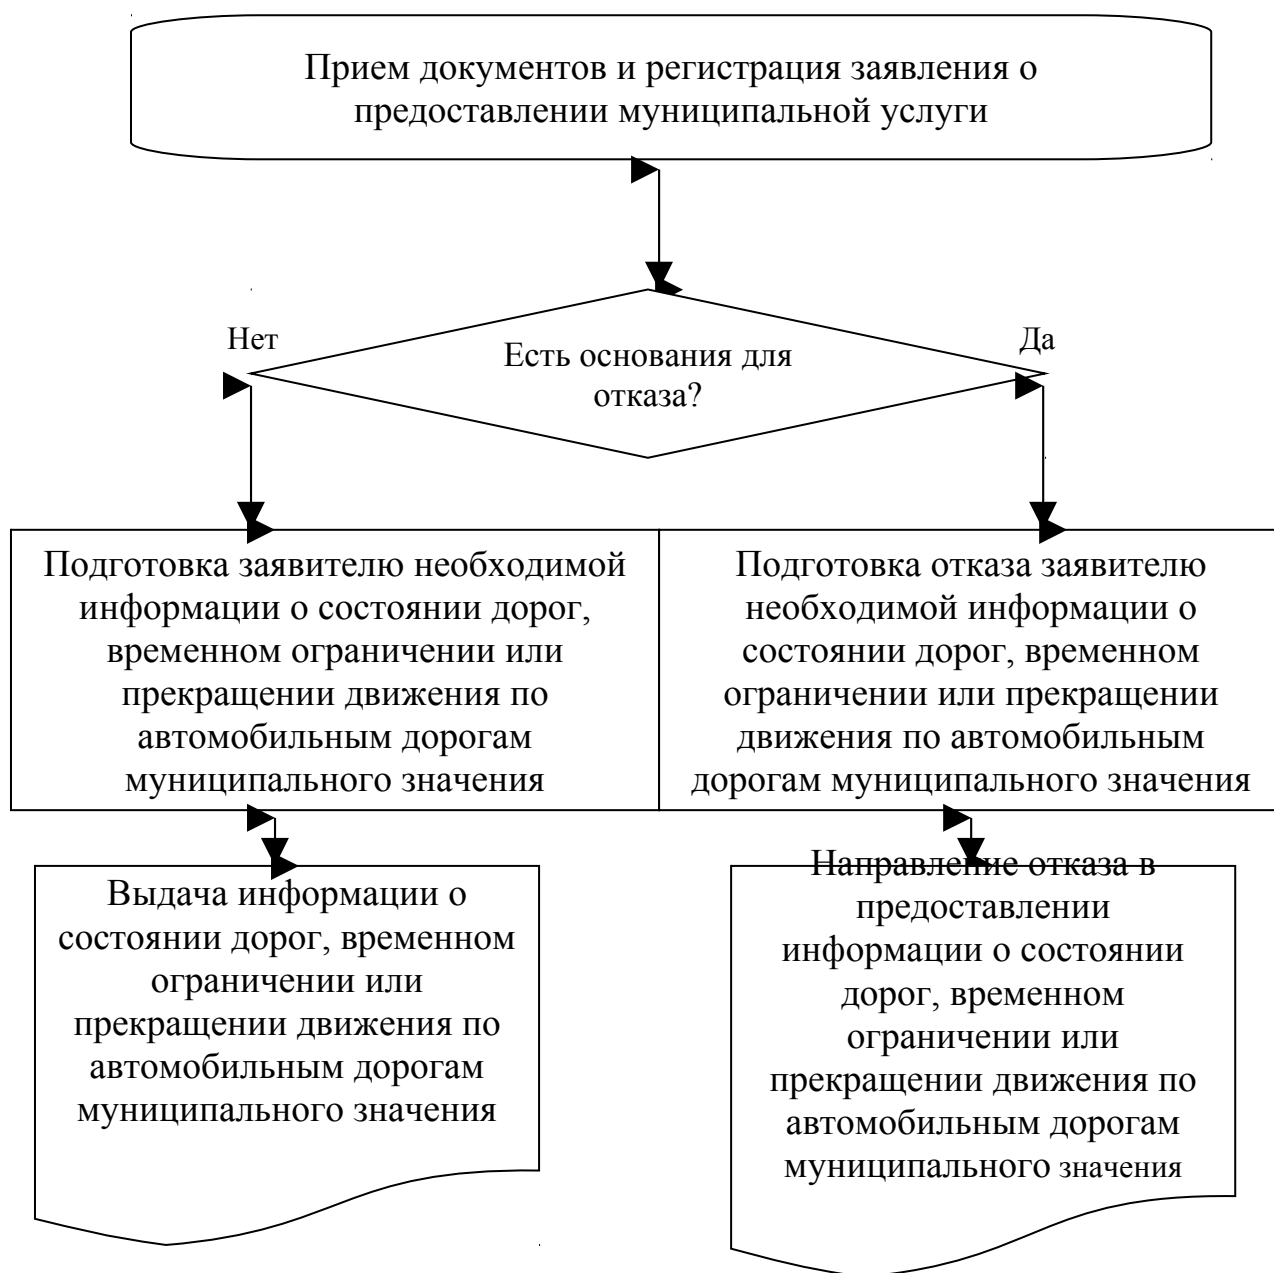 Прием документов и регистрация заявления о
предоставлении муниципальной услуги
Нет
Да
Есть основания для
отказа?
Подготовка заявителю необходимой
информации о состоянии дорог,
временном ограничении или
прекращении движения по
автомобильным дорогам
муниципального значения
Подготовка отказа заявителю
необходимой информации о
состоянии дорог, временном
ограничении или прекращении
движения по автомобильным
дорогам муниципального значения
Выдача информации о
состоянии дорог, временном
ограничении или
прекращении движения по
автомобильным дорогам
муниципального значения
Направление отказа в
предоставлении
информации о состоянии
дорог, временном
ограничении или
прекращении движения по
автомобильным дорогам
муниципального значения